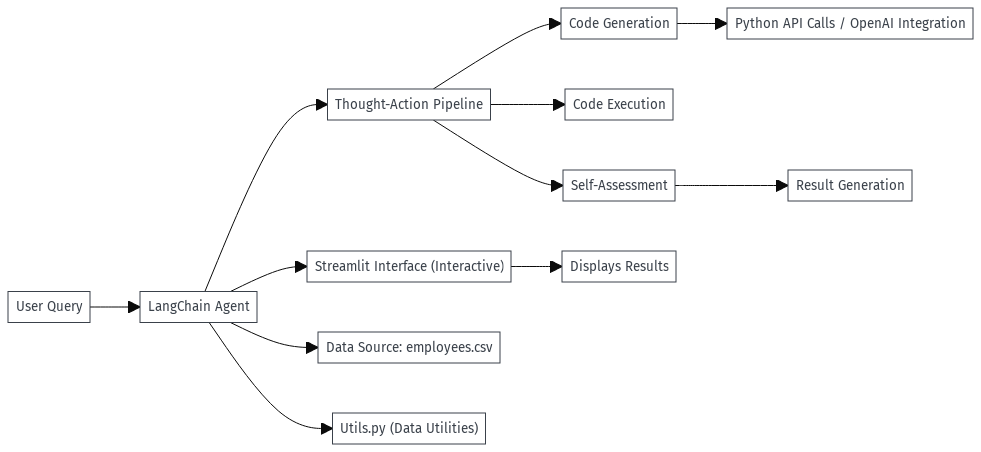 Code Generation
Python API Calls / OpenAI Integration
Thought-Action Pipeline
Code Execution
Self-Assessment
Result Generation
Streamlit Interface (Interactive)
Displays Results
User Query
LangChain Agent
Data Source: employees.csv
Utils.py (Data Utilities)